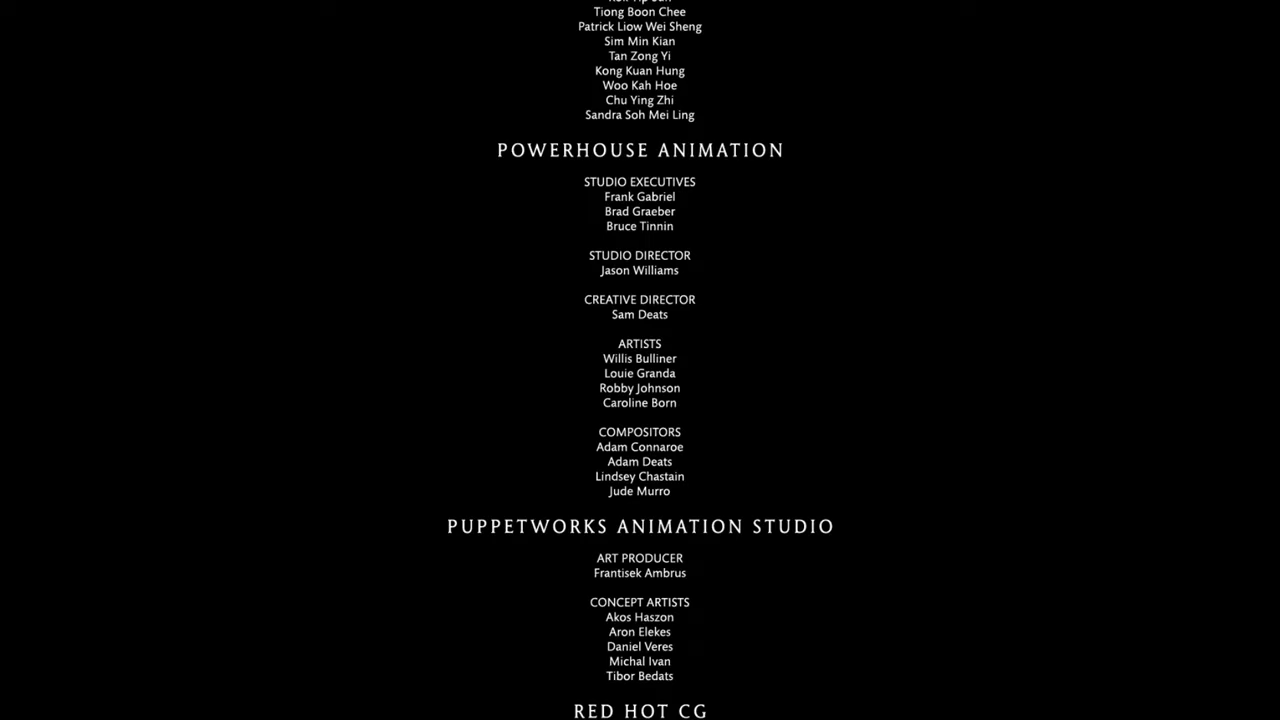 Tiong Boon Chee
Patrick Liow Wei Sheng
Sim Min Kian
Tan Zong Yi
Kong Kuan Hung
Woo Kah Hoe
Chu Ying Zhi
Sandra Soh Mei Ling
POWERHOUSE ANIMATION
STUDIO EXECUTIVES
Frank Gabriel
Brad Graeber
Bruce Tinnin
STUDIO DIRECTOR
Jason Williams
CREATIVE DIRECTOR
Sam Deats
ARTISTS
Willis Bulliner
Louie Granda
Robby Johnson
Caroline Born
COMPOSITORS
Adam Connaroe
Adam Deats
Lindsey Chastain
Jude Murro
PUPPETWORKS ANIMATION STUDIO
ART PRODUCER
Frantisek Ambrus
CONCEPT ARTISTS
Akos Haszon
Aron Elekes
Daniel Veres
Michal Ivan
Tibor Bedats
RED HOT CG